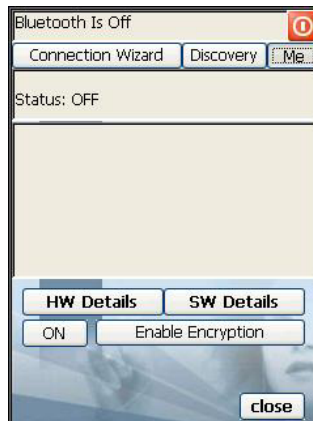 Bluetooth Is Off
Connection Wizard Discovery Me
Status: OFF
HW Details SW Details
ON Enable Encryption
close